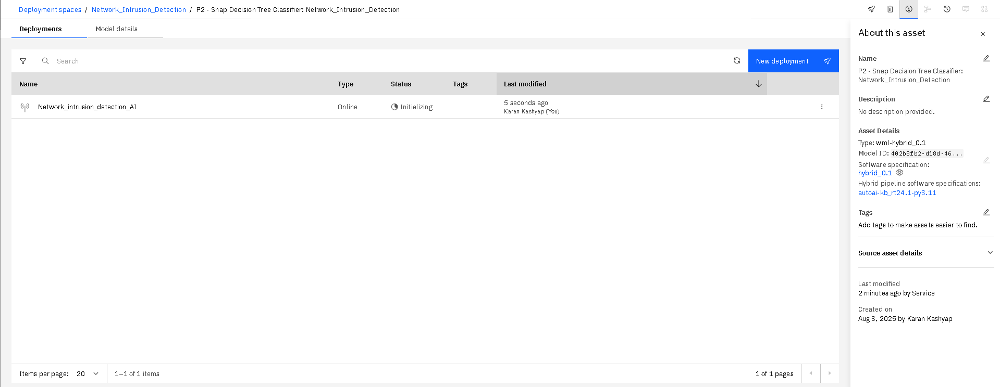 Deployment spaces / Network_Intrusion_Detection / P2 - Snap Decision Tree Classifier: Network_Intrusion_Detection
Deployments Model details
Search
New deployment
Name Type Status Tags Last modified
Network_intrusion_detection_AI Online Initializing 5 seconds ago
Karan Kashyap (You)
Items per page: 20 1–1 of 1 items 1 of 1 pages
About this asset
Name
P2 - Snap Decision Tree Classifier:
Network_Intrusion_Detection
Description
No description provided.
Asset Details
Type: wml-hybrid_0.1
Model ID: 402b8fb2-d18d-46...
Software specification:
hybrid_0.1
Hybrid pipeline software specifications:
autoai-kb_rt24.1-py3.11
Tags
Add tags to make assets easier to find.
Source asset details
Last modified
2 minutes ago by Service
Created on
Aug 3, 2025 by Karan Kashyap